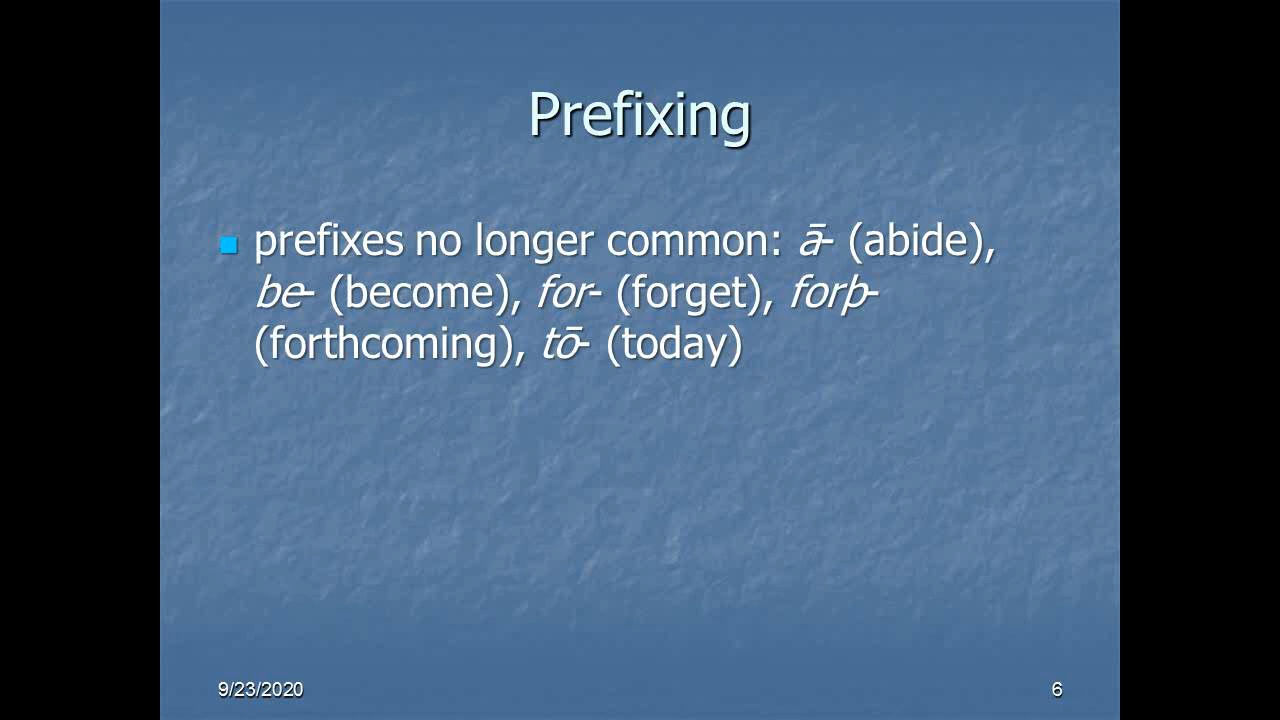 Prefixing
prefixes no longer common: ā- (abide),
be- (become), for- (forget), forþ-
(forthcoming), tō- (today)
9/23/2020
6